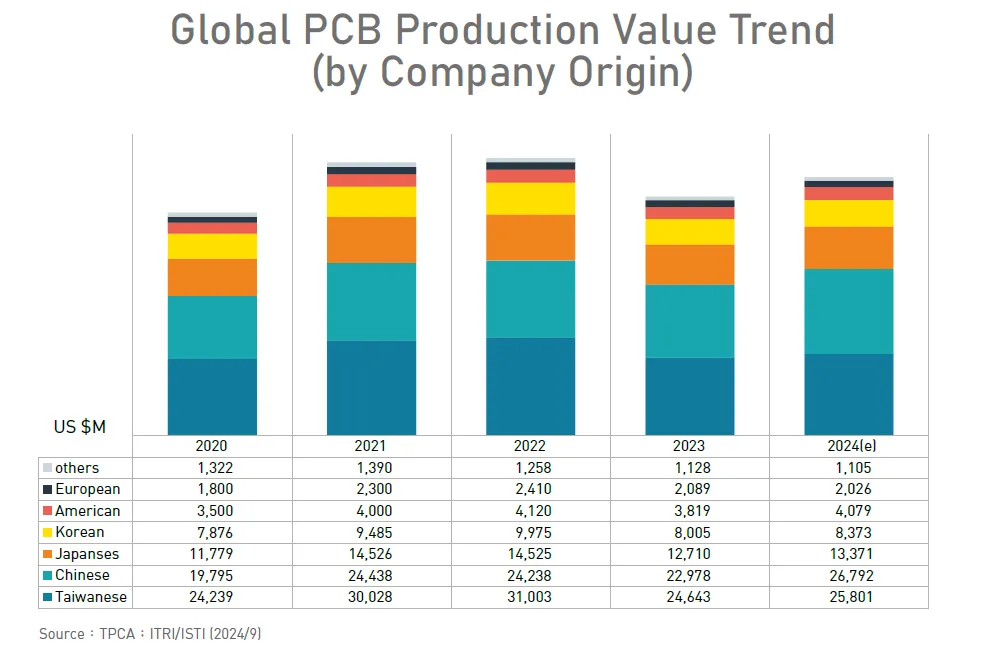 Global PCB Production Value Trend
(by Company Origin)
US $M
2020 2021 2022 2023 2024(e)
others 1,322 1,390 1,258 1,128 1,105
European 1,800 2,300 2,410 2,089 2,026
American 3,500 4,000 4,120 3,819 4,079
Korean 7,876 9,485 9,975 8,005 8,373
Japanses 11,779 14,526 14,525 12,710 13,371
Chinese 19,795 24,438 24,238 22,978 26,792
Taiwanese 24,239 30,028 31,003 24,643 25,801
Source：TPCA；ITRI/ISTI (2024/9)